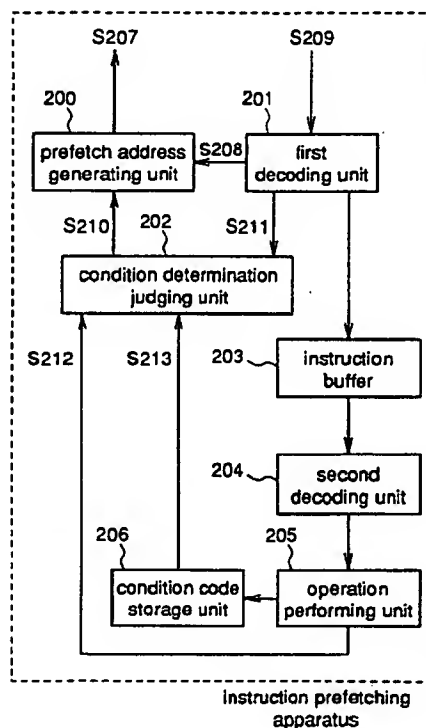 S207
S209
200
201
prefetch address
generating unit
S208
first
decoding unit
S210
202
S211
condition determination
judging unit
S212
S213
203
instruction
buffer
204
second
decoding unit
206
205
condition code
storage unit
operation
performing unit
instruction prefetching
apparatus